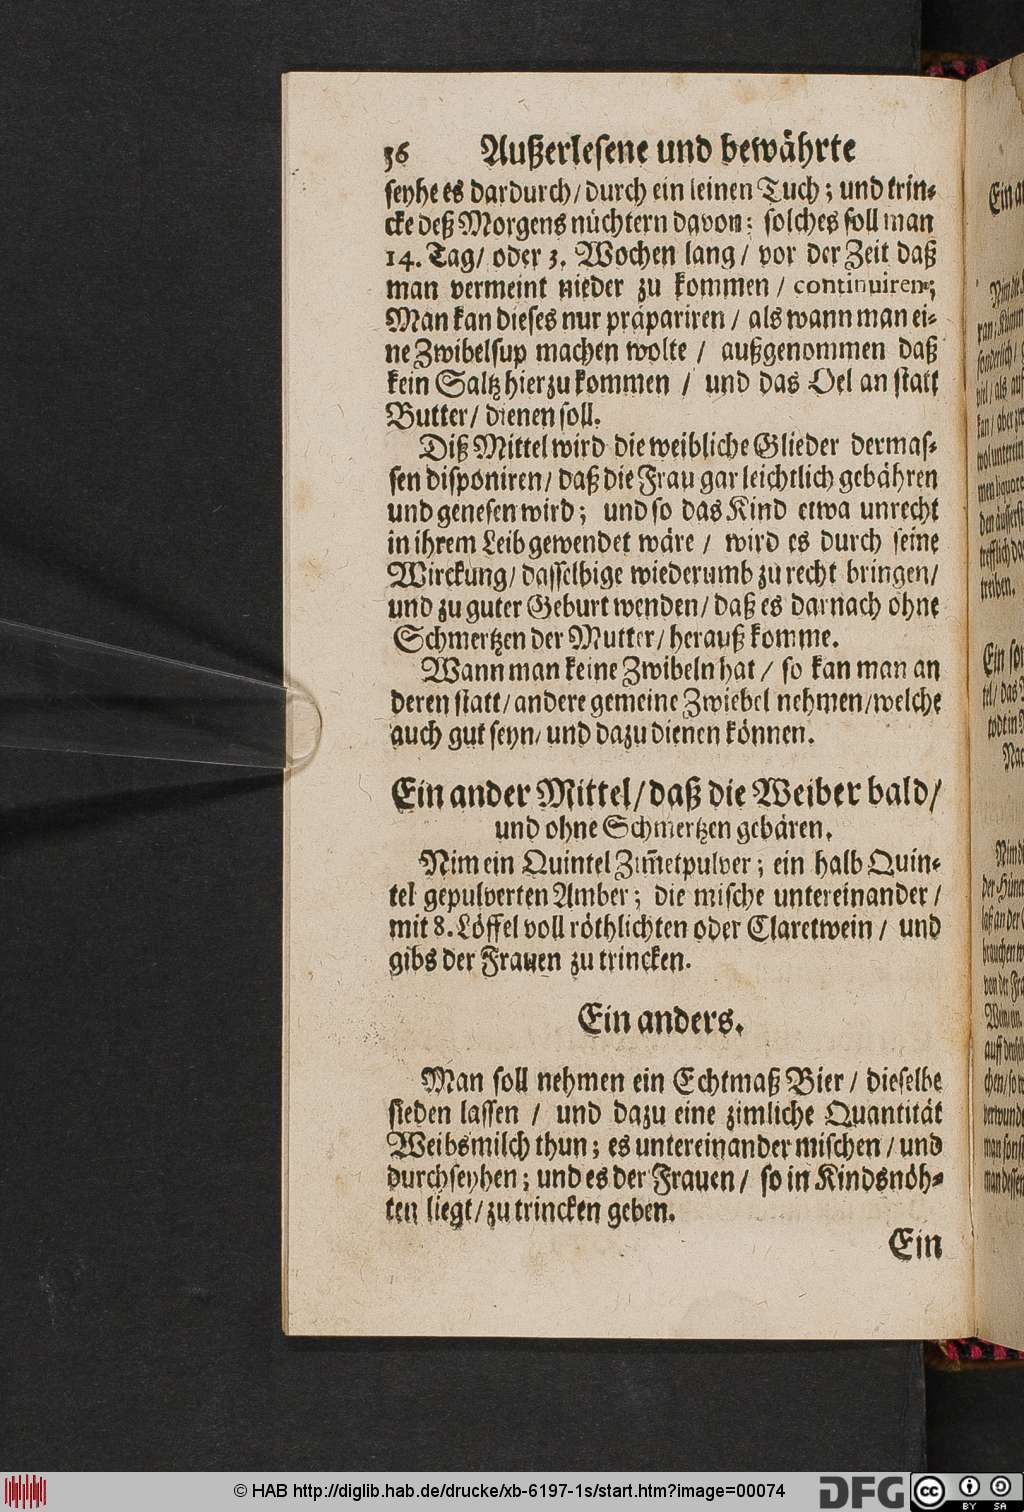 36 Außerlesene und bewährte
seyhe es dardurch/ durch ein leinen Tuch; und trin-
cke deß Morgens nüchtern davon: solches soll man
14. Tag/ oder 3. Wochen lang/ vor der Zeit daß
man vermeint nieder zu kommen / continuiren;
Man kan dieses nur präpariren / als wann man ei-
ne Zwibelsup machen wolte / außgenommen daß
kein Saltz hierzu kommen / und das Oel an statt
Butter/ dienen soll.
Diß Mittel wird die weibliche Glieder dermas-
sen disponiren/ daß die Frau gar leichtlich gebähren
und genesen wird; und so das Kind etwa unrecht
in ihrem Leib gewendet wäre / wird es durch seine
Wirckung/ dasselbige wiederumb zu recht bringen/
und zu guter Geburt wenden/ daß es darnach ohne
Schmertzen der Mutter/ herauß komme.
Wann man keine Zwibeln hat / so kan man an
deren statt/ andere gemeine Zwiebel nehmen/ welche
auch gut seyn/ und dazu dienen können.
Ein ander Mittel/ daß die Weiber bald/
und ohne Schmertzen gebären.
Nim ein Quintel Zim̅etpulver; ein halb Quin-
tel gepulverten Amber; die mische untereinander /
mit 8. Löffel voll röthlichten oder Claretwein / und
gibs der Frauen zu trincken.
Ein anders.
Man soll nehmen ein Echtmaß Bier / dieselbe
sieden lassen / und dazu eine zimliche Quantität
Weibsmilch thun; es untereinander mischen / und
durchseyhen; und es der Frauen / so in Kindsnöh-
ten liegt/ zu trincken geben.
Ein
© HAB http://diglib.hab.de/drucke/xb-6197-1s/start.htm?image=00074
DFG
cc BY SA